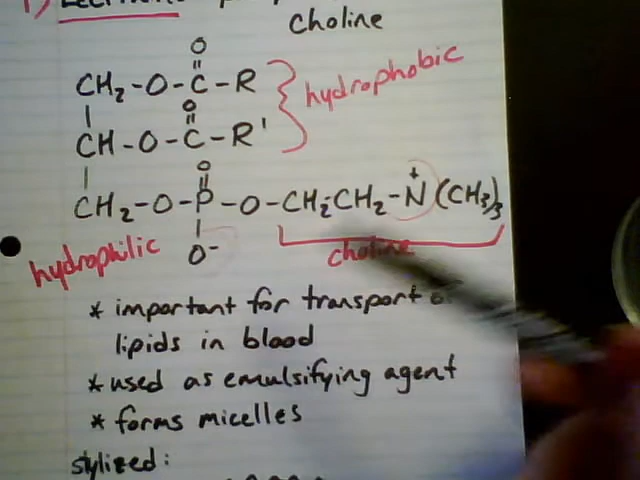 1)
choline
O
CH2-O-C-R
hydrophobic
O
CH-O-C-R'
O
CH2-O-P-O-CH2CH2-N(CH3)3
+
hydrophilic
O-
choline
* important for transport
lipids in blood
* used as emulsifying agent
* forms micelles
stylized: